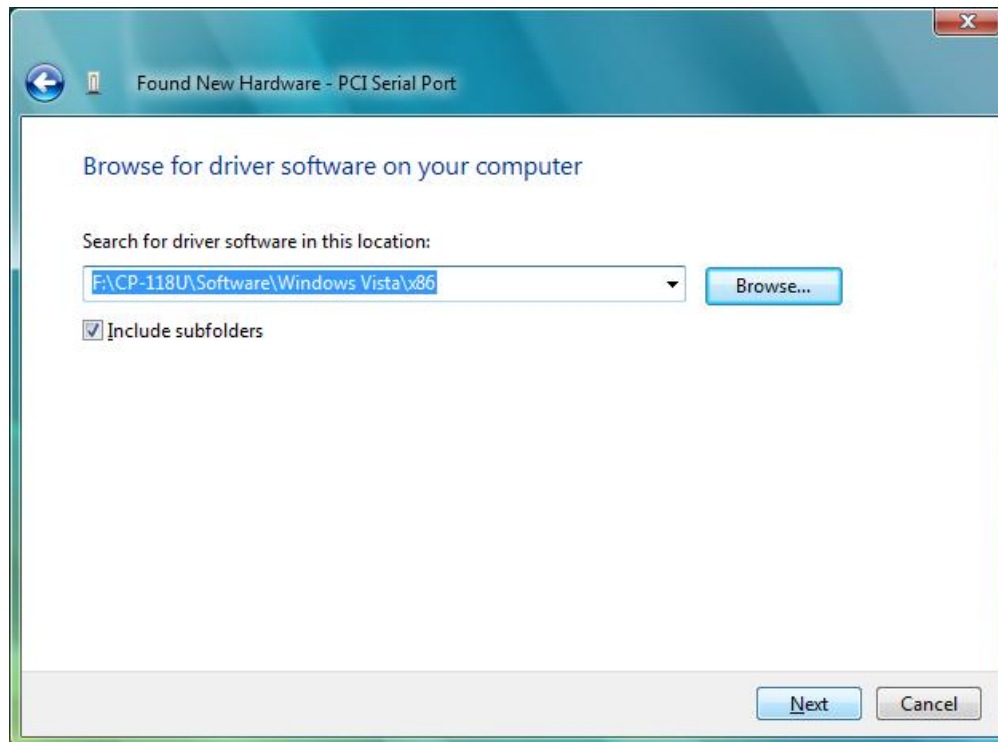 Found New Hardware - PCI Serial Port
Browse for driver software on your computer
Search for driver software in this location:
F:\CP-118U\Software\Windows Vista\x86
Browse...
Include subfolders
Next
Cancel